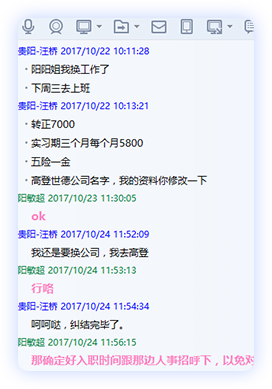 贵阳-汪桥 2017/10/22 10:11:28
• 阳阳姐我换工作了
• 下周三去上班
贵阳-汪桥 2017/10/22 10:13:21
• 转正7000
• 实习期三个月每个月5800
• 五险一金
• 高登世德公司名字，我的资料你修改一下
阳敏超 2017/10/23 11:30:05
ok
贵阳-汪桥 2017/10/24 11:52:09
我还是要换公司，我去高登
阳敏超 2017/10/24 11:53:13
行咯
贵阳-汪桥 2017/10/24 11:54:34
呵呵哒，纠结完毕了。
阳敏超 2017/10/24 11:56:15
那确定好入职时间跟那边人事招呼下，以免对